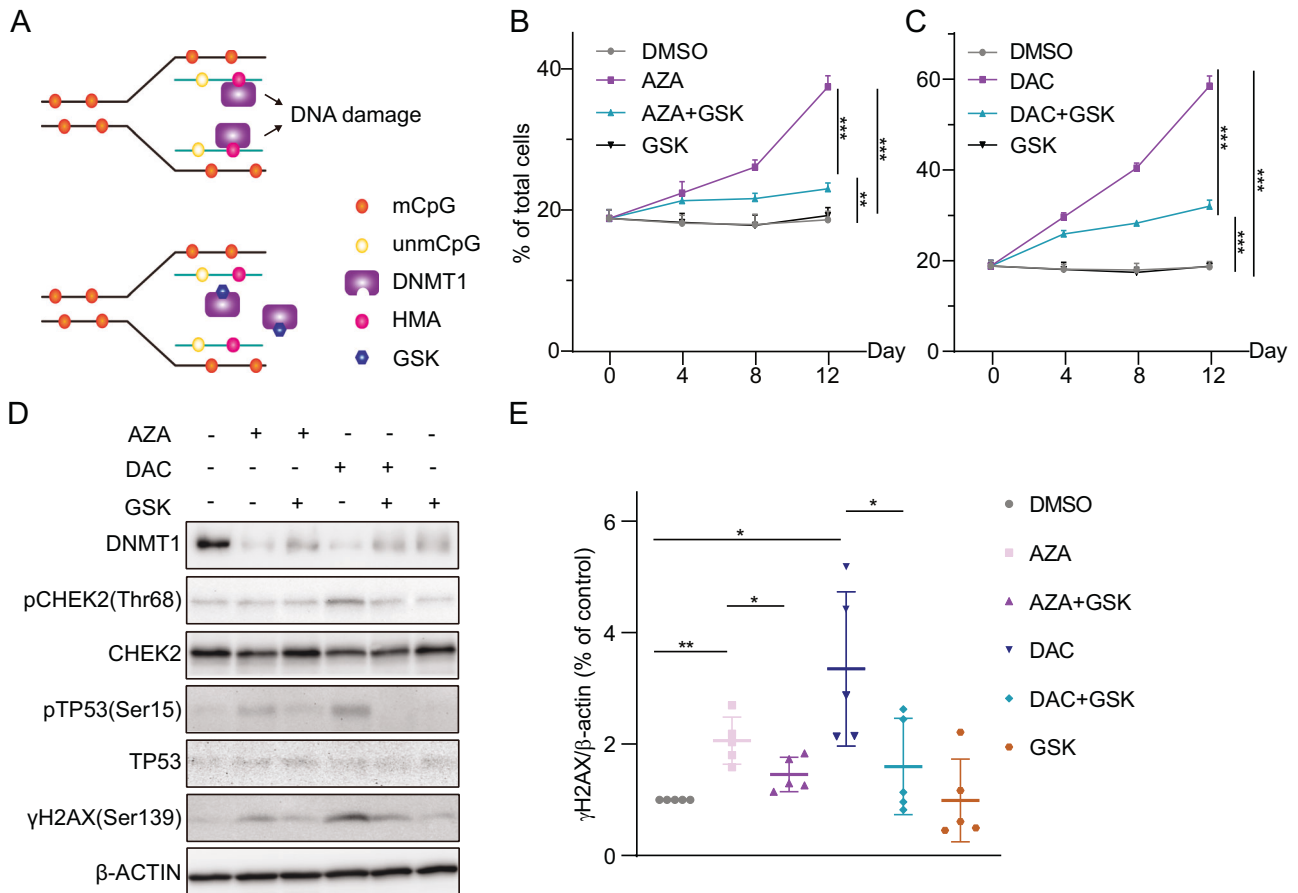 A
DNA damage
mCpG
unmCpG
DNMT1
HMA
GSK
B
DMSO
AZA
AZA+GSK
GSK
% of total cells
40
20
0
0 4 8 12
Day
***
***
**
C
DMSO
DAC
DAC+GSK
GSK
60
40
20
0
0 4 8 12
Day
***
***
***
D
AZA - + + - - -
DAC - - - + + -
GSK - - + - + +
DNMT1
pCHEK2(Thr68)
CHEK2
pTP53(Ser15)
TP53
γH2AX(Ser139)
β-ACTIN
E
γH2AX/β-actin (% of control)
6
4
2
0
**
*
*
*
DMSO
AZA
AZA+GSK
DAC
DAC+GSK
GSK